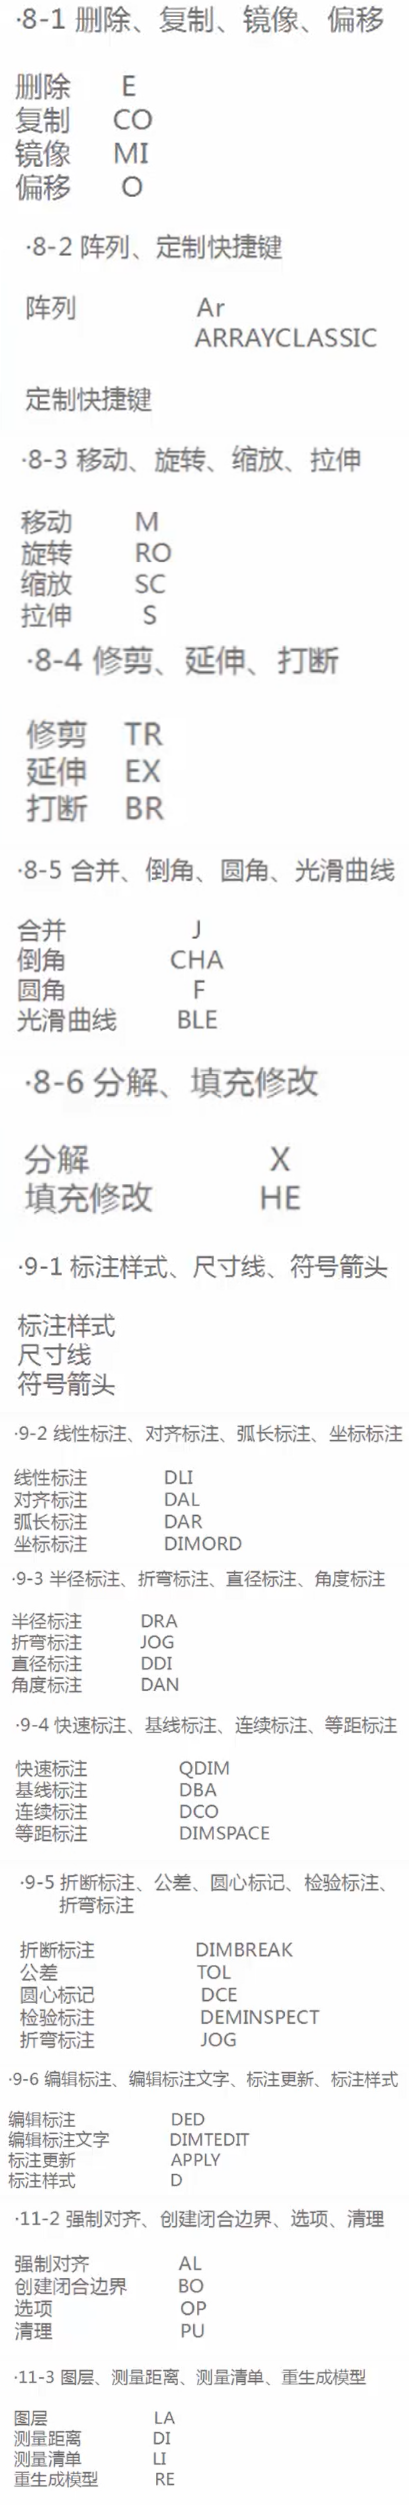 ·8-1 删除、复制、镜像、偏移
删除 E
复制 CO
镜像 MI
偏移 O
·8-2 阵列、定制快捷键
阵列 Ar
ARRAYCLASSIC
定制快捷键
·8-3 移动、旋转、缩放、拉伸
移动 M
旋转 RO
缩放 SC
拉伸 S
·8-4 修剪、延伸、打断
修剪 TR
延伸 EX
打断 BR
·8-5 合并、倒角、圆角、光滑曲线
合并 J
倒角 CHA
圆角 F
光滑曲线 BLE
·8-6 分解、填充修改
分解 X
填充修改 HE
·9-1 标注样式、尺寸线、符号箭头
标注样式
尺寸线
符号箭头
·9-2 线性标注、对齐标注、弧长标注、坐标标注
线性标注 DLI
对齐标注 DAL
弧长标注 DAR
坐标标注 DIMORD
·9-3 半径标注、折弯标注、直径标注、角度标注
半径标注 DRA
折弯标注 JOG
直径标注 DDI
角度标注 DAN
·9-4 快速标注、基线标注、连续标注、等距标注
快速标注 QDIM
基线标注 DBA
连续标注 DCO
等距标注 DIMSPACE
·9-5 折断标注、公差、圆心标记、检验标注、
折弯标注
折断标注 DIMBREAK
公差 TOL
圆心标记 DCE
检验标注 DEMINSPECT
折弯标注 JOG
·9-6 编辑标注、编辑标注文字、标注更新、标注样式
编辑标注 DED
编辑标注文字 DIMTEDIT
标注更新 APPLY
标注样式 D
·11-2 强制对齐、创建闭合边界、选项、清理
强制对齐 AL
创建闭合边界 BO
选项 OP
清理 PU
·11-3 图层、测量距离、测量清单、重生成模型
图层 LA
测量距离 DI
测量清单 LI
重生成模型 RE